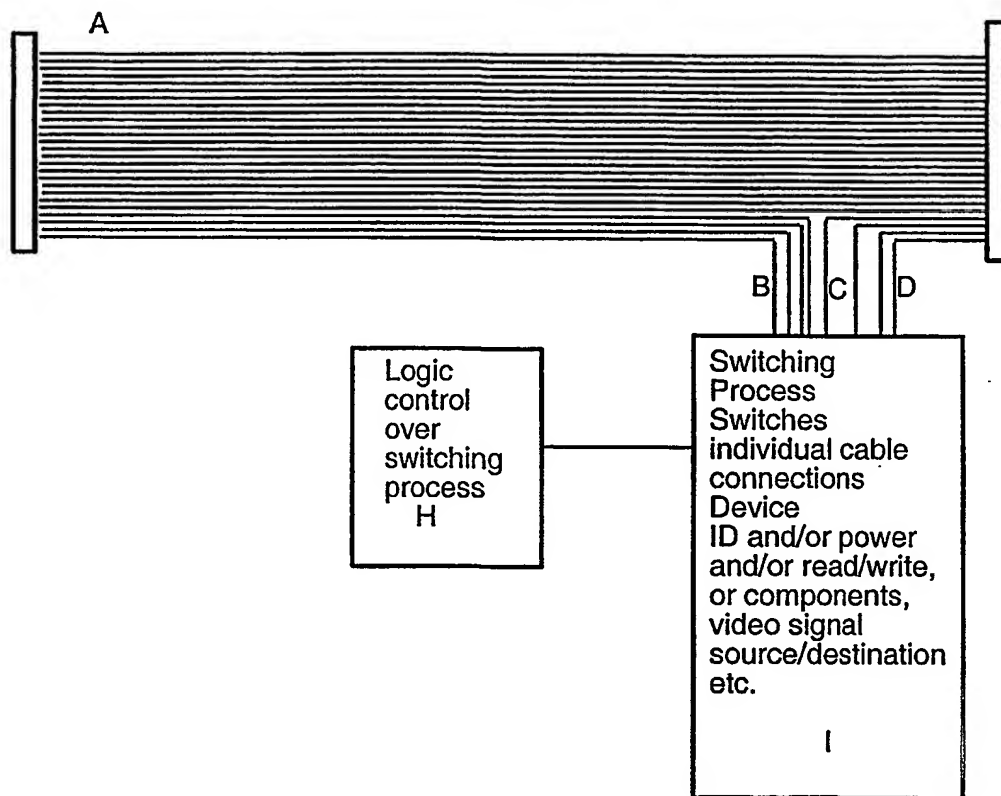 A
B
C
D
Logic
control
over
switching
process
H
Switching
Process
Switches
individual cable
connections
Device
ID and/or power
and/or read/write,
or components,
video signal
source/destination
etc.
I